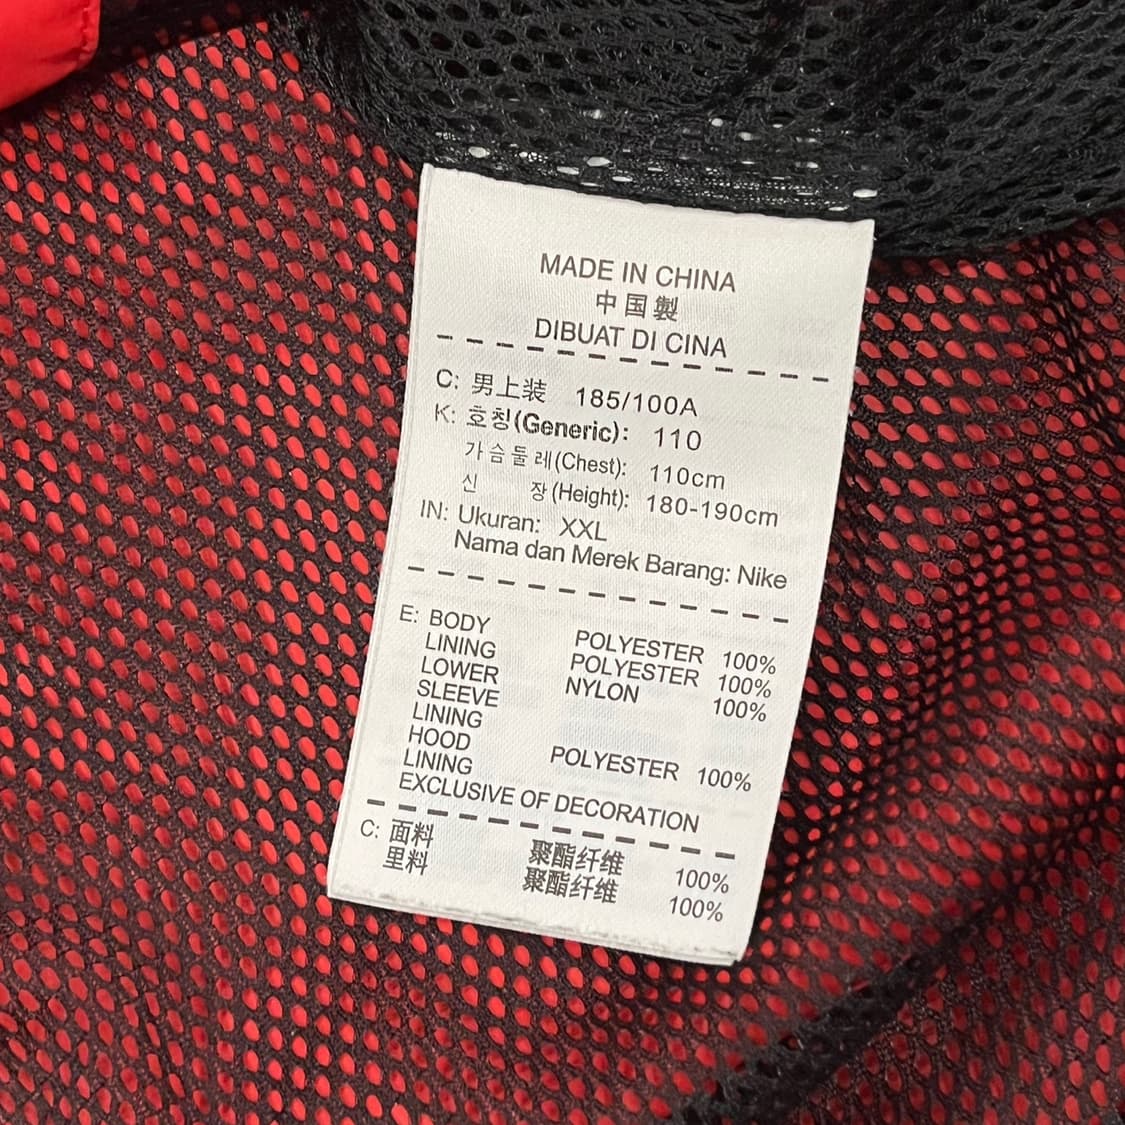 MADE IN CHINA
中国製
DIBUAT DI CINA
C: 男上装 185/100A
K: 호칭(Generic): 110
가슴둘레(Chest): 110cm
신 장(Height): 180-190cm
IN: Ukuran: XXL
Nama dan Merek Barang: Nike
E: BODY POLYESTER 100%
LINING POLYESTER 100%
LOWER NYLON 100%
SLEEVE
LINING
HOOD POLYESTER 100%
LINING
EXCLUSIVE OF DECORATION
C: 面料 聚酯纤维 100%
里料 聚酯纤维 100%